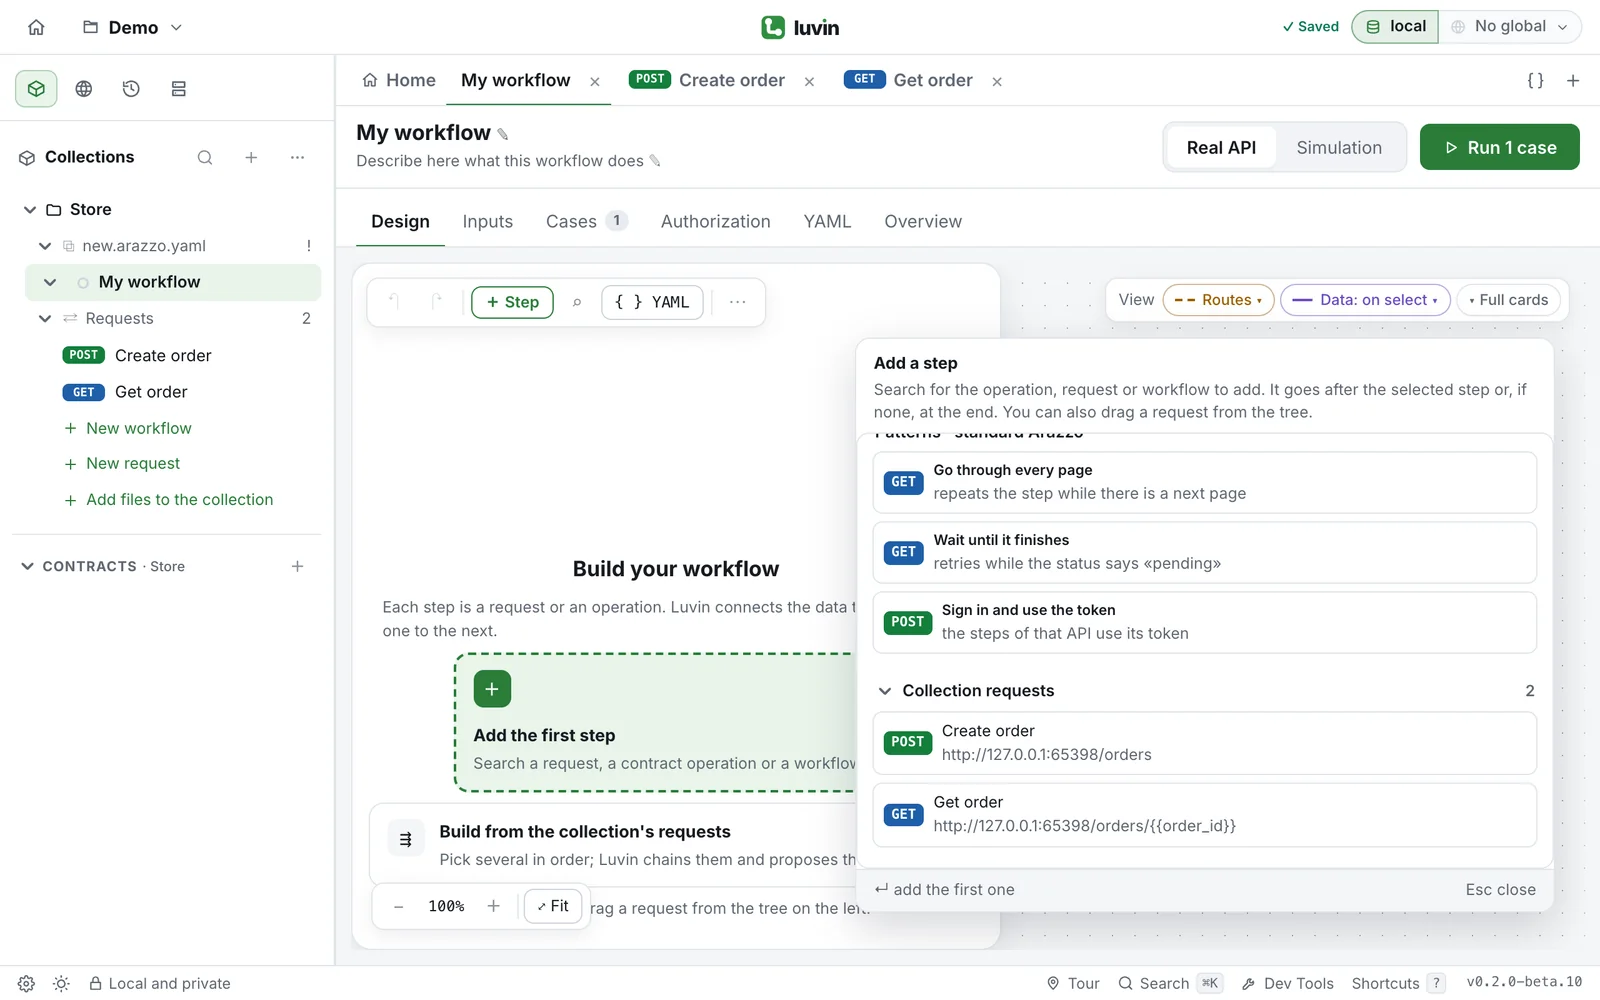 Demo
luvin
Saved
local
No global
Home
My workflow
POST Create order
GET Get order
{ }
Collections
My workflow
Describe here what this workflow does
Real API
Simulation
Run 1 case
Store
new.arazzo.yaml !
My workflow
Requests 2
POST Create order
GET Get order
+ New workflow
+ New request
+ Add files to the collection
CONTRACTS · Store
Design
Inputs
Cases 1
Authorization
YAML
Overview
+ Step
{ } YAML
View
Routes
Data: on select
Full cards
Build your workflow
Each step is a request or an operation. Luvin connects the data
one to the next.
Add the first step
Search a request, a contract operation or a workflow
Build from the collection's requests
Pick several in order; Luvin chains them and proposes
100%
Fit
rag a request from the tree on the left.
Add a step
Search for the operation, request or workflow to add. It goes after the selected step or, if
none, at the end. You can also drag a request from the tree.
Patterns · standard Arazzo
GET Go through every page
repeats the step while there is a next page
GET Wait until it finishes
retries while the status says «pending»
POST Sign in and use the token
the steps of that API use its token
Collection requests 2
POST Create order
http://127.0.0.1:65398/orders
GET Get order
http://127.0.0.1:65398/orders/{{order_id}}
↵ add the first one
Esc close
Local and private
Tour
Search ⌘K
Dev Tools
Shortcuts ?
v0.2.0-beta.10